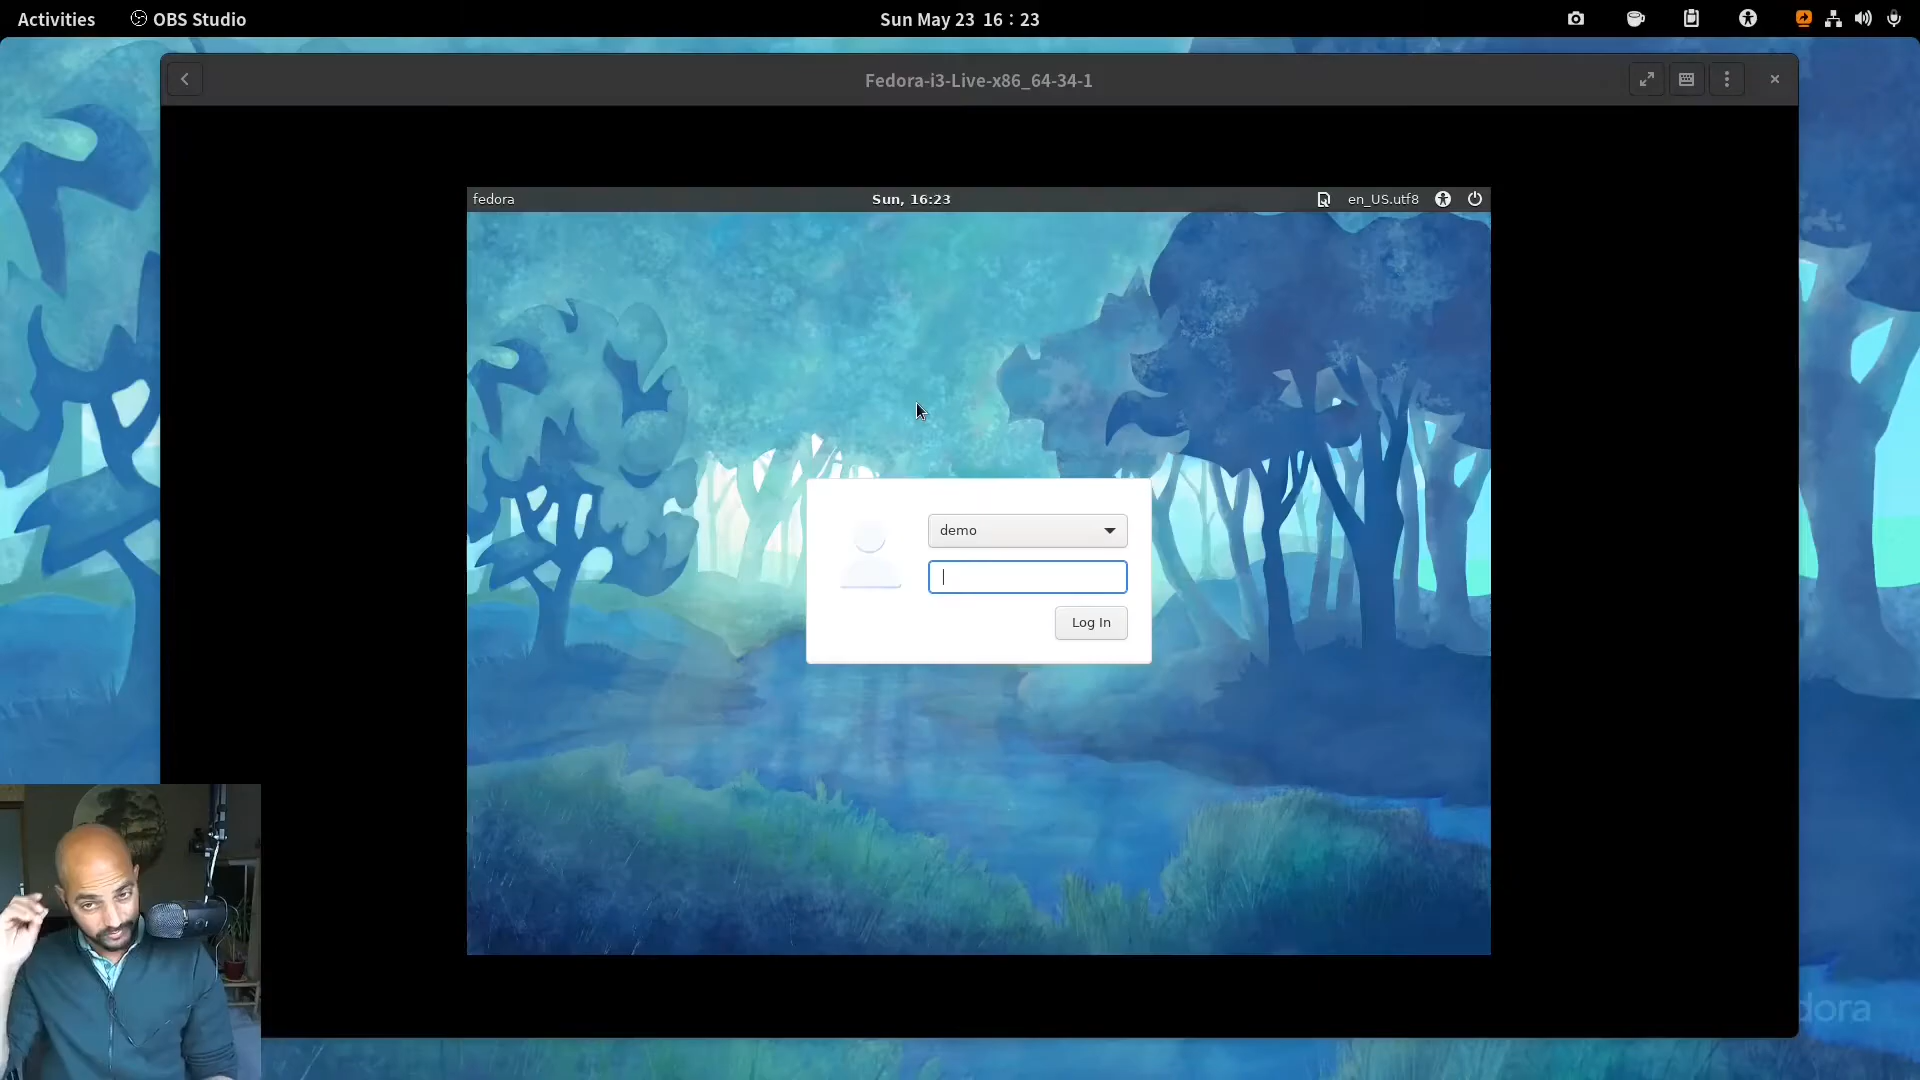 Activities
OBS Studio
Sun May 23 16 : 23
Fedora-i3-Live-x86_64-34-1
fedora
Sun, 16:23
en_US.utf8
demo
Log In
dora